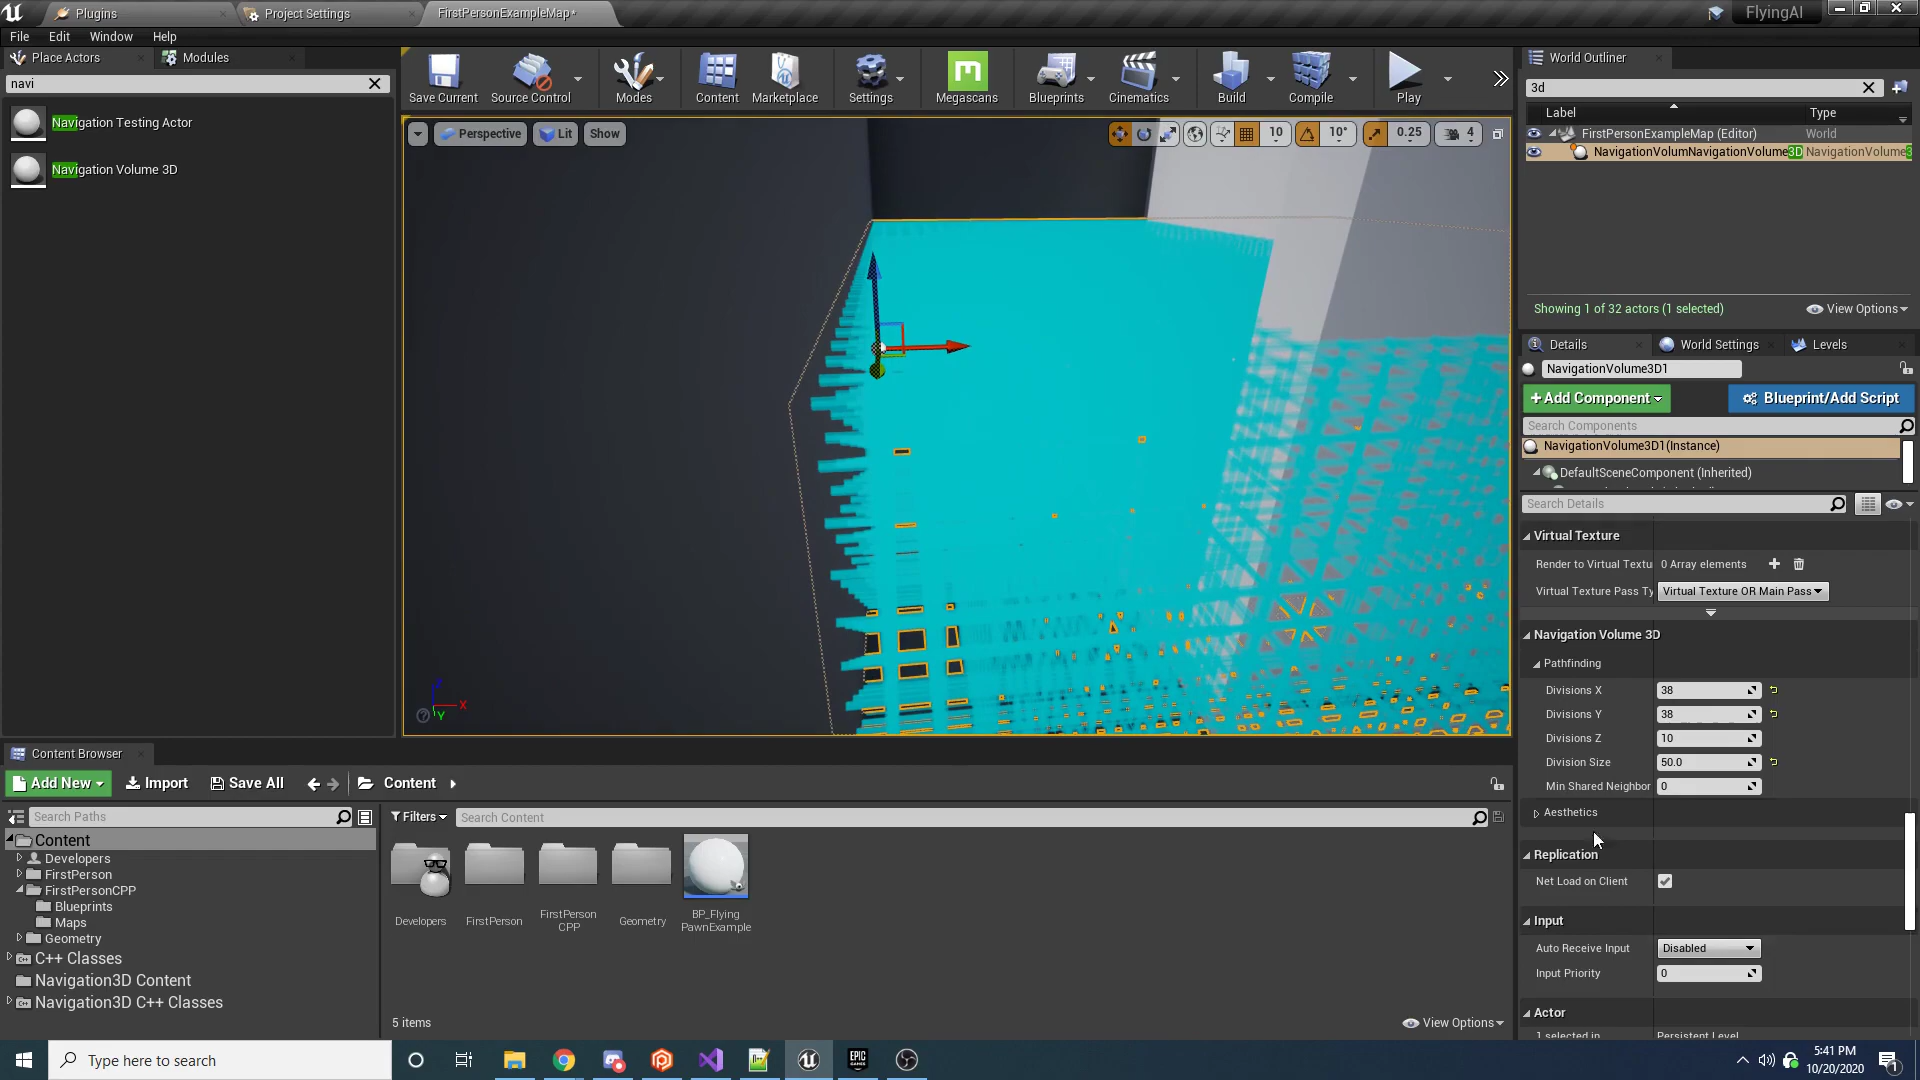 Plugins
Project Settings
FirstPersonExampleMap*
FlyingAI
File Edit Window Help
Place Actors
Modules
navi
Navigation Testing Actor
Navigation Volume 3D
Save Current
Source Control
Modes
Content
Marketplace
Settings
Megascans
Blueprints
Cinematics
Build
Compile
Play
Perspective
Lit
Show
10
10°
0.25
4
X
Y
World Outliner
3d
Label
Type
FirstPersonExampleMap (Editor)
World
NavigationVolumNavigationVolume3D
NavigationVolume3
Showing 1 of 32 actors (1 selected)
View Options
Details
World Settings
Levels
NavigationVolume3D1
+Add Component
Blueprint/Add Script
Search Components
NavigationVolume3D1(Instance)
DefaultSceneComponent (Inherited)
Search Details
Virtual Texture
Render to Virtual Textu
0 Array elements
Virtual Texture Pass Ty
Virtual Texture OR Main Pass
Navigation Volume 3D
Pathfinding
Divisions X
38
Divisions Y
38
Divisions Z
10
Division Size
50.0
Min Shared Neighbor
0
Aesthetics
Replication
Net Load on Client
Input
Auto Receive Input
Disabled
Input Priority
0
Actor
1 selected in
Persistent Level
Content Browser
Add New
Import
Save All
Content
Search Paths
Filters
Search Content
Content
Developers
FirstPerson
FirstPersonCPP
Blueprints
Maps
Geometry
C++ Classes
Navigation3D Content
Navigation3D C++ Classes
Developers
FirstPerson
FirstPerson
CPP
Geometry
BP_Flying
PawnExample
5 items
View Options
Type here to search
EPIC
GAMES
5:41 PM
10/20/2020
1